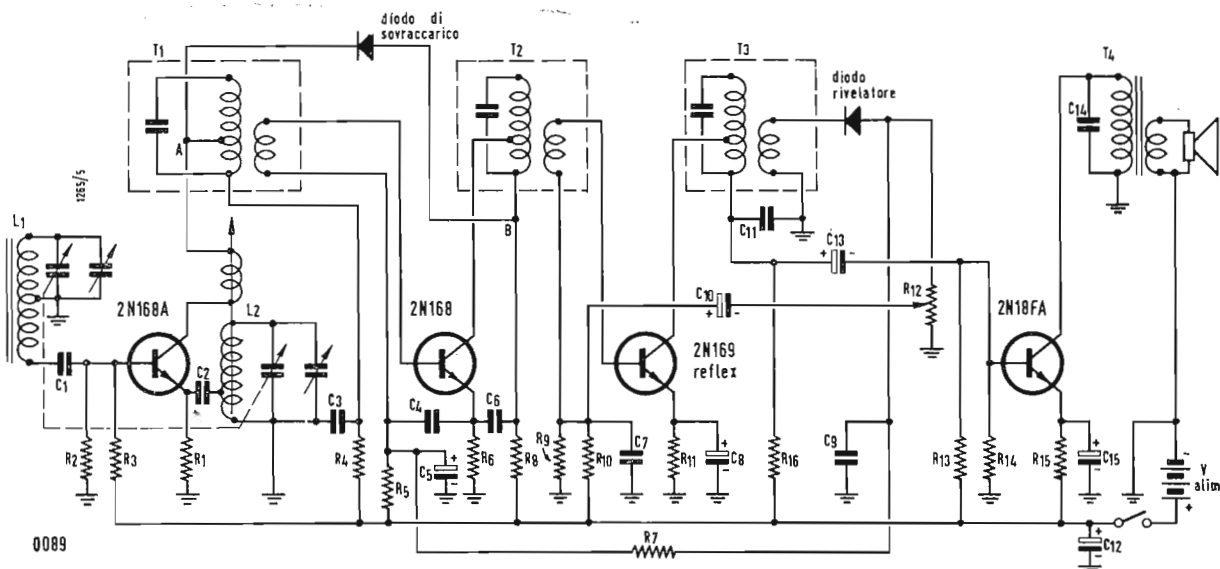 diodo di
sovraccarico
T1
T2
T3
T4
diodo
rivelatore
C14
A
1265/5
L1
B
C11
C13
+ -
2N168A
L2
2N168
C10
+ -
R12
2N169
reflex
2N18FA
C1
C2
C3
C4
C6
R2
R3
R1
R4
R5
C5
+
-
R6
R8
R9
R10
C7
R11
C8
+
-
R16
C9
R13
R14
R15
C15
+
-
V
alim
-
+
R7
C12
+
-
0089